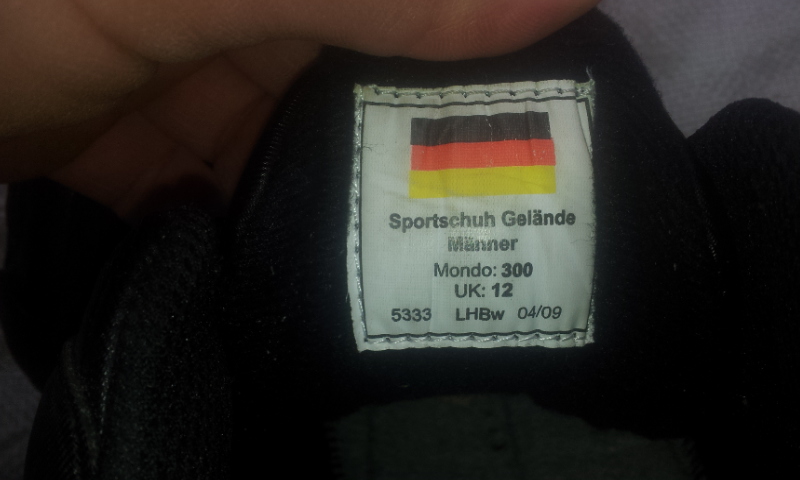 Sportschuh Gelände
Männer
Mondo: 300
UK: 12
5333 LHBw 04/09